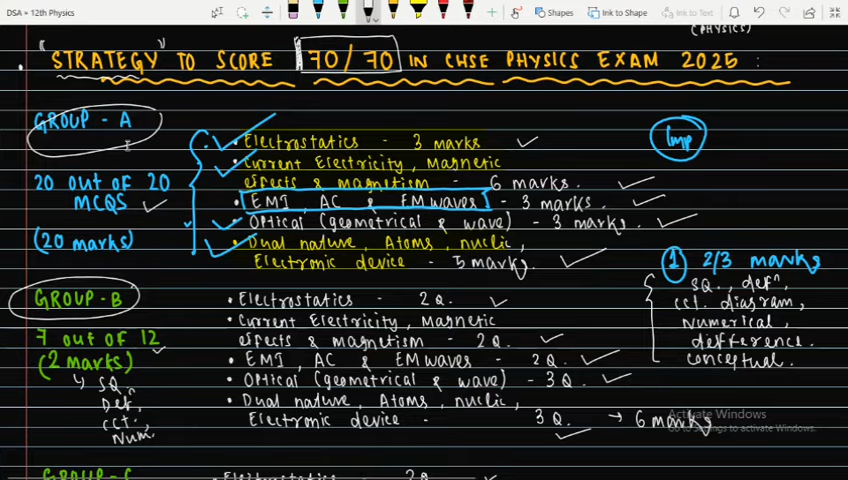 DSA » 12th Physics
Shapes
Ink to Shape
Ink to Text
(PHYSICS)
. "STRATEGY" TO SCORE 70/70 IN CHSE PHYSICS EXAM 2025 :
GROUP - A
20 out of 20
MCQS
(20 marks)
• Electrostatics - 3 marks
• Current Electricity, Magnetic
effects & magnetism - 6 marks.
• EMI, AC & EM waves - 3 marks.
• Optical (geometrical & wave) - 3 marks.
• Dual nature, Atoms, nuclic,
Electronic device - 5 marks.
Imp
① 2/3 marks
SQ., defn,
cct. diagram,
numerical,
defference.
conceptual.
GROUP - B
7 out of 12
(2 marks)
↳ SQ
Defn,
cct.,
Num.
• Electrostatics - 2Q.
• Current Electricity, Magnetic
effects & magnetism - 2Q.
• EMI, AC & EM waves - 2Q.
• Optical (geometrical & wave) - 3Q.
• Dual nature, Atoms, nuclic,
Electronic device - 3Q. → 6 marks
Activate Windows
Go to Settings to activate Windows.
GROUP - C
• Electrostatics - 2Q.